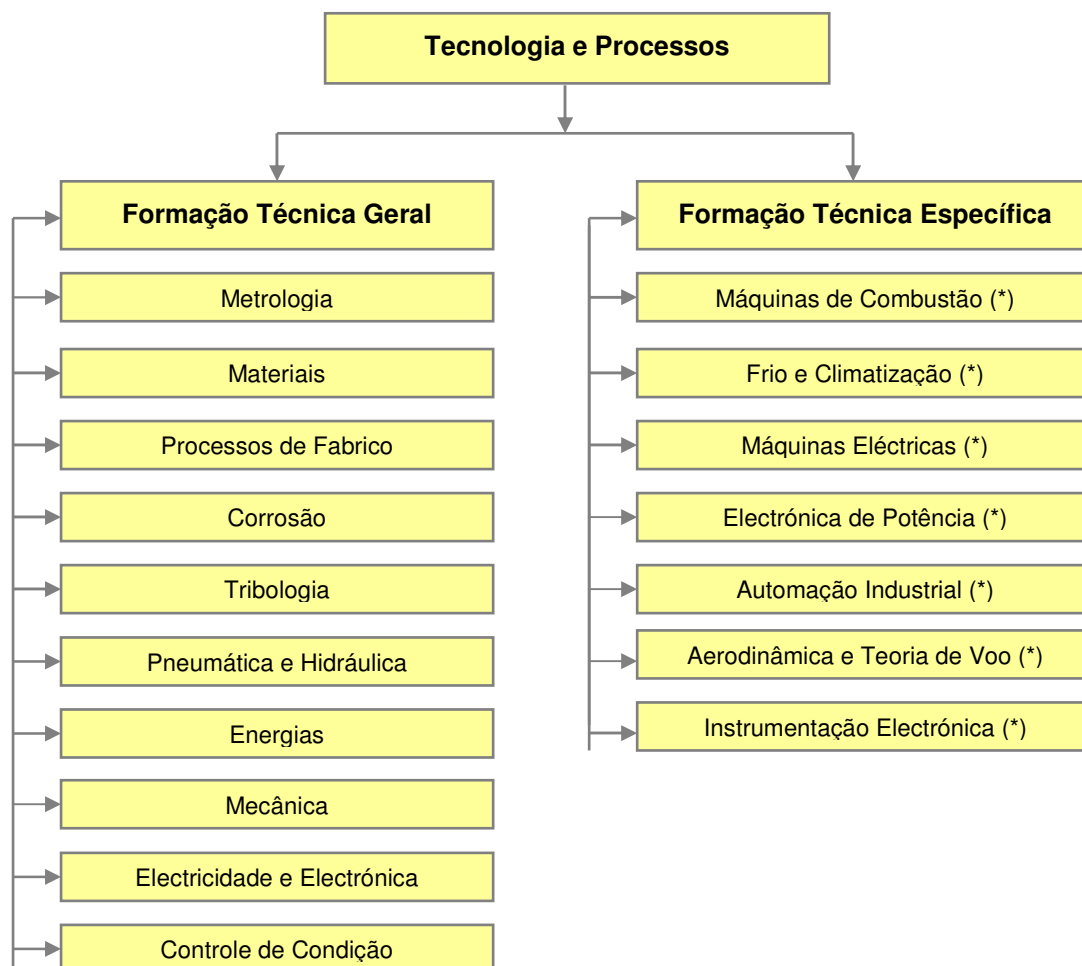 Tecnologia e Processos
Formação Técnica Geral
Metrologia
Materiais
Processos de Fabrico
Corrosão
Tribologia
Pneumática e Hidráulica
Energias
Mecânica
Electricidade e Electrónica
Controle de Condição
Formação Técnica Específica
Máquinas de Combustão (*)
Frio e Climatização (*)
Máquinas Eléctricas (*)
Electrónica de Potência (*)
Automação Industrial (*)
Aerodinâmica e Teoria de Voo (*)
Instrumentação Electrónica (*)